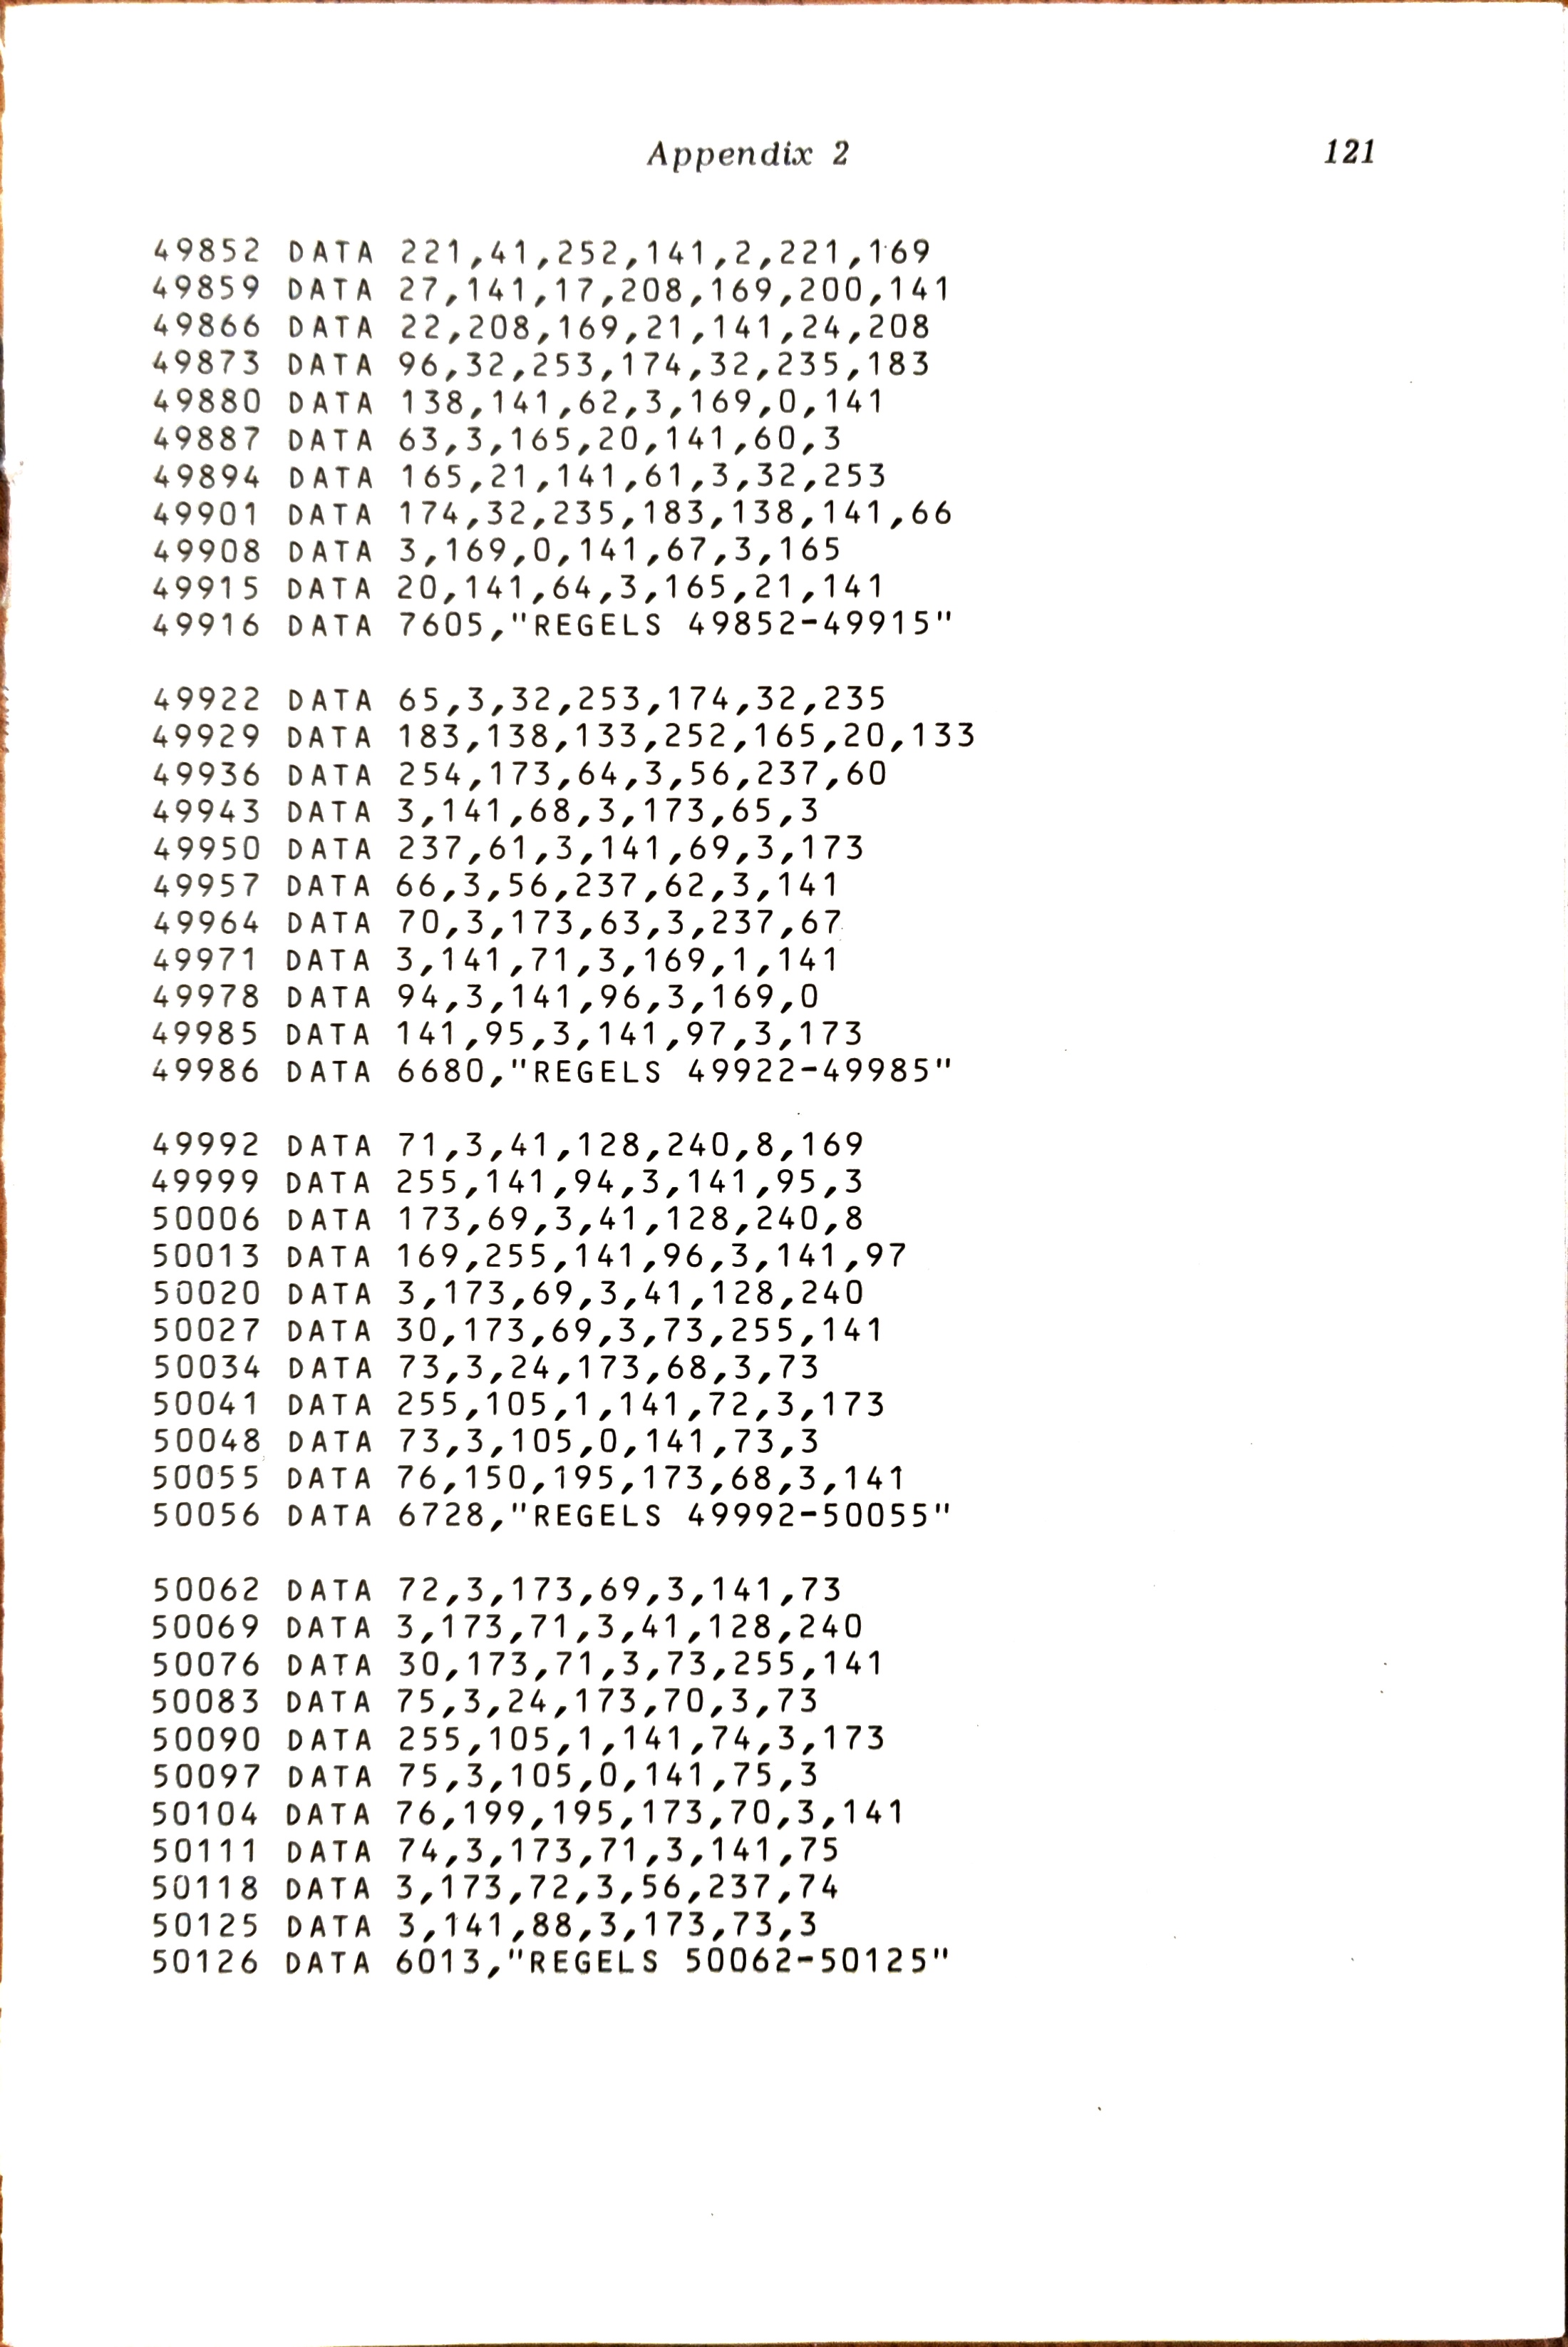 Appendix 2 121
49852 DATA 221,41,252,141,2,221,169
49859 DATA 27,141,17,208,169,200,141
49866 DATA 22,208,169,21,141,24,208
49873 DATA 96,32,253,174,32,235,183
49880 DATA 138,141,62,3,169,0,141
49887 DATA 63,3,165,20,141,60,3
49894 DATA 165,21,141,61,3,32,253
49901 DATA 174,32,235,183,138,141,66
49908 DATA 3,169,0,141,67,3,165
49915 DATA 20,141,64,3,165,21,141
49916 DATA 7605,"REGELS 49852-49915"
49922 DATA 65,3,32,253,174,32,235
49929 DATA 183,138,133,252,165,20,133
49936 DATA 254,173,64,3,56,237,60
49943 DATA 3,141,68,3,173,65,3
49950 DATA 237,61,3,141,69,3,173
49957 DATA 66,3,56,237,62,3,141
49964 DATA 70,3,173,63,3,237,67
49971 DATA 3,141,71,3,169,1,141
49978 DATA 94,3,141,96,3,169,0
49985 DATA 141,95,3,141,97,3,173
49986 DATA 6680,"REGELS 49922-49985"
49992 DATA 71,3,41,128,240,8,169
49999 DATA 255,141,94,3,141,95,3
50006 DATA 173,69,3,41,128,240,8
50013 DATA 169,255,141,96,3,141,97
50020 DATA 3,173,69,3,41,128,240
50027 DATA 30,173,69,3,73,255,141
50034 DATA 73,3,24,173,68,3,73
50041 DATA 255,105,1,141,72,3,173
50048 DATA 73,3,105,0,141,73,3
50055 DATA 76,150,195,173,68,3,141
50056 DATA 6728,"REGELS 49992-50055"
50062 DATA 72,3,173,69,3,141,73
50069 DATA 3,173,71,3,41,128,240
50076 DATA 30,173,71,3,73,255,141
50083 DATA 75,3,24,173,70,3,73
50090 DATA 255,105,1,141,74,3,173
50097 DATA 75,3,105,0,141,75,3
50104 DATA 76,199,195,173,70,3,141
50111 DATA 74,3,173,71,3,141,75
50118 DATA 3,173,72,3,56,237,74
50125 DATA 3,141,88,3,173,73,3
50126 DATA 6013,"REGELS 50062-50125"